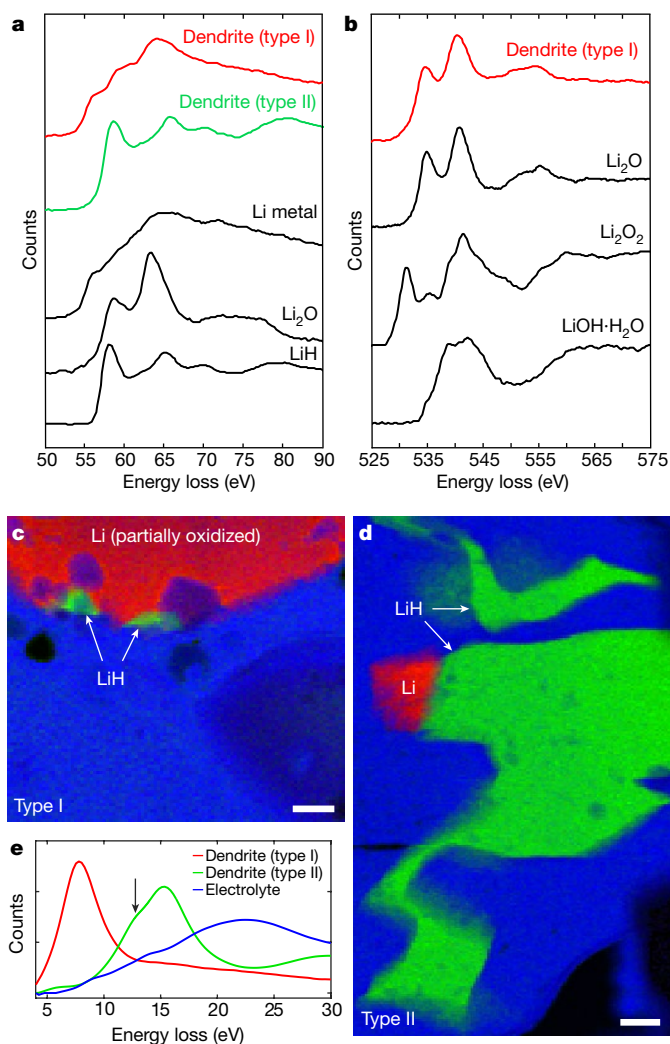 a
Dendrite (type I)
Dendrite (type II)
Li metal
Li₂O
LiH
Counts
50 55 60 65 70 75 80 85 90
Energy loss (eV)
b
Dendrite (type I)
Li₂O
Li₂O₂
LiOH·H₂O
Counts
525 535 545 555 565 575
Energy loss (eV)
c
Li (partially oxidized)
LiH
Type I
d
LiH
Li
Type II
e
Dendrite (type I)
Dendrite (type II)
Electrolyte
Counts
5 10 15 20 25 30
Energy loss (eV)